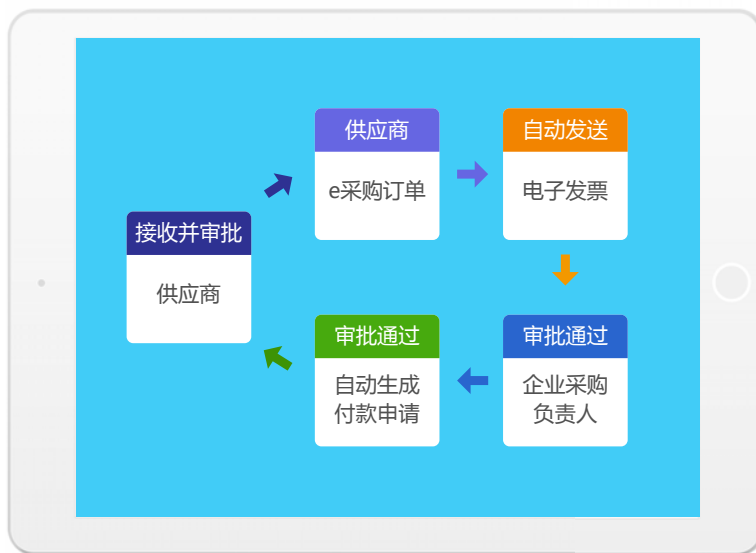 供应商
e采购订单
自动发送
电子发票
接收并审批
供应商
审批通过
自动生成
付款申请
审批通过
企业采购
负责人